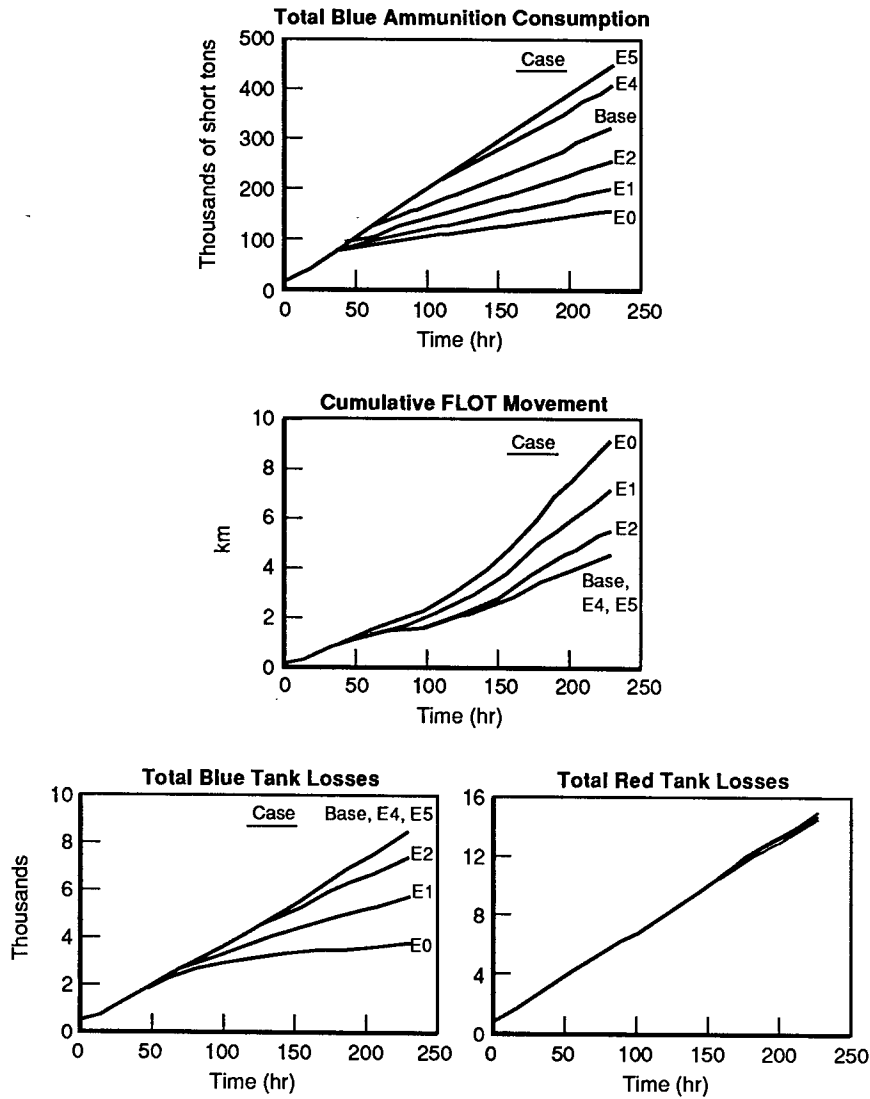 Total Blue Ammunition Consumption
500
400
300
200
100
0
Thousands of short tons
Case
E5
E4
Base
E2
E1
E0
0 50 100 150 200 250
Time (hr)
Cumulative FLOT Movement
10
8
6
4
2
0
km
Case
E0
E1
E2
Base,
E4, E5
0 50 100 150 200 250
Time (hr)
Total Blue Tank Losses
10
8
6
4
2
0
Thousands
Case
Base, E4, E5
E2
E1
E0
0 50 100 150 200 250
Time (hr)
Total Red Tank Losses
16
12
8
4
0
0 50 100 150 200 250
Time (hr)